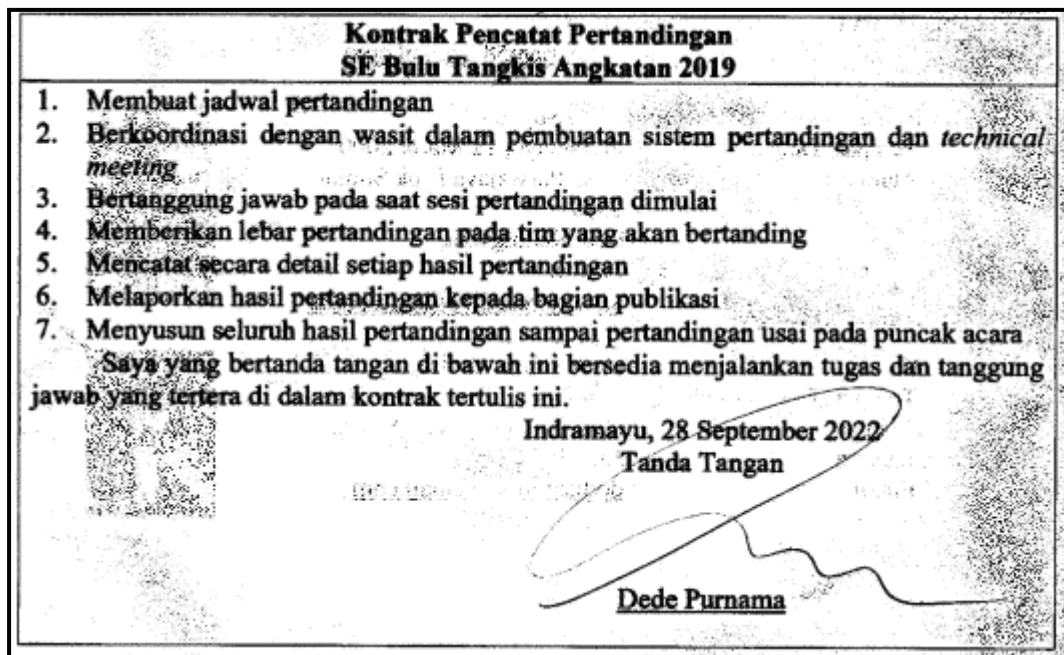 Kontrak Pencatat Pertandingan
SE Bulu Tangkis Angkatan 2019
1. Membuat jadwal pertandingan
2. Berkoordinasi dengan wasit dalam pembuatan sistem pertandingan dan technical
meeting
3. Bertanggung jawab pada saat sesi pertandingan dimulai
4. Memberikan lebar pertandingan pada tim yang akan bertanding
5. Mencatat secara detail setiap hasil pertandingan
6. Melaporkan hasil pertandingan kepada bagian publikasi
7. Menyusun seluruh hasil pertandingan sampai pertandingan usai pada puncak acara
Saya yang bertanda tangan di bawah ini bersedia menjalankan tugas dan tanggung
jawab yang tertera di dalam kontrak tertulis ini.
Indramayu, 28 September 2022
Tanda Tangan
Dede Purnama